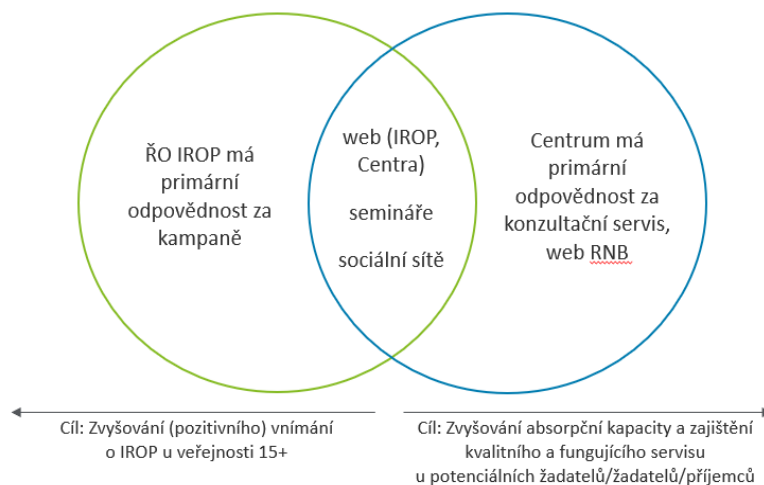 ŘO IROP má
primární
odpovědnost za
kampaně
web (IROP,
Centra)
semináře
sociální sítě
Centrum má
primární
odpovědnost za
konzultační servis,
web RNB
Cíl: Zvyšování (pozitivního) vnímání
o IROP u veřejnosti 15+
Cíl: Zvyšování absorpční kapacity a zajištění
kvalitního a fungujícího servisu
u potenciálních žadatelů/žadatelů/příjemců